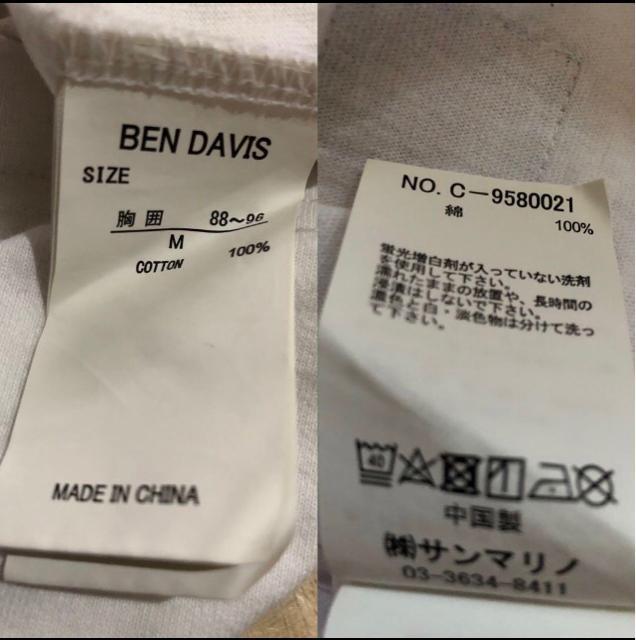 BEN DAVIS
SIZE
胸囲 88〜96
M
COTTON 100%
MADE IN CHINA
NO. C－9580021
綿 100%
蛍光増白剤が入っていない洗剤
を使用して下さい。
濡れたままの放置や、長時間の
浸漬はしないで下さい。
濃色と白・淡色物は分けて洗っ
て下さい。
40
中国製
㈱サンマリノ
03-3634-8411